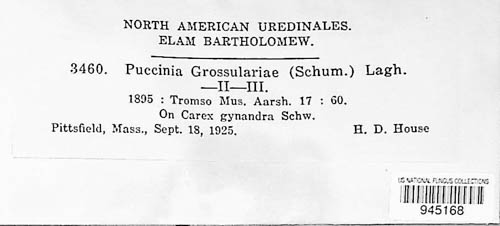 NORTH AMERICAN UREDINALES.
ELAM BARTHOLOMEW.
3460. Puccinia Grossulariae (Schum.) Lagh.
—II—III.
1895 : Tromso Mus. Aarsh. 17 : 60.
On Carex gynandra Schw.
Pittsfield, Mass., Sept. 18, 1925. H. D. House
US NATIONAL FUNGUS COLLECTIONS
945168